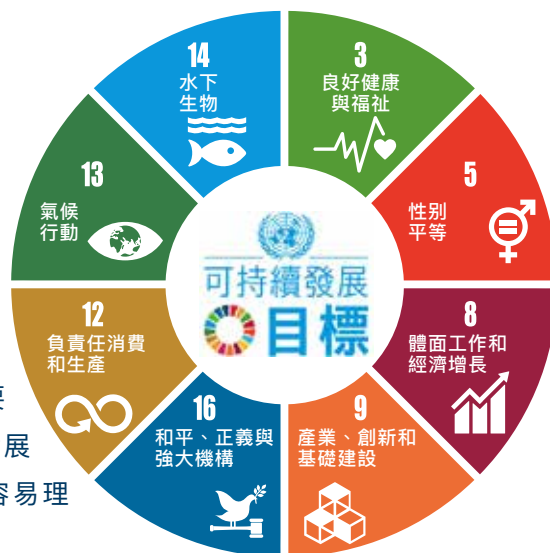 14
水下
生物
3
良好健康
與福祉
13
氣候
行動
5
性別
平等
可持續發展
目標
12
負責任消費
和生產
8
體面工作和
經濟增長
16
和平、正義與
強大機構
9
產業、創新和
基礎建設
展
容易理